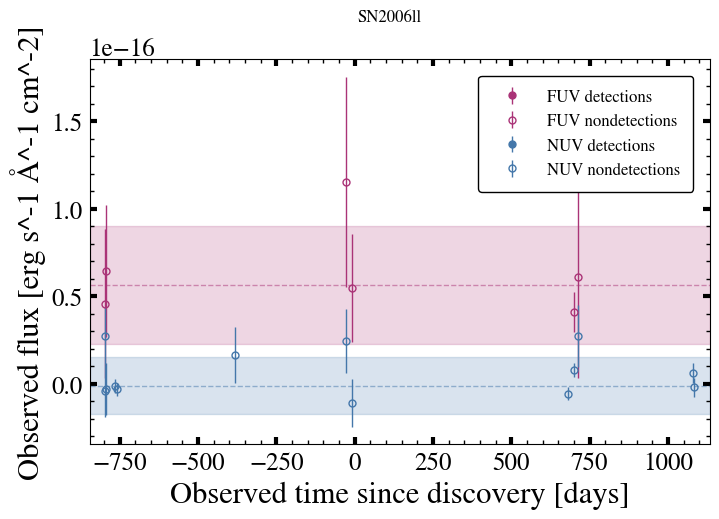 SN2006ll
1e−16
Observed flux [erg s^-1 Å^-1 cm^-2]
1.5
1.0
0.5
0.0
FUV detections
FUV nondetections
NUV detections
NUV nondetections
−750 −500 −250 0 250 500 750 1000
Observed time since discovery [days]